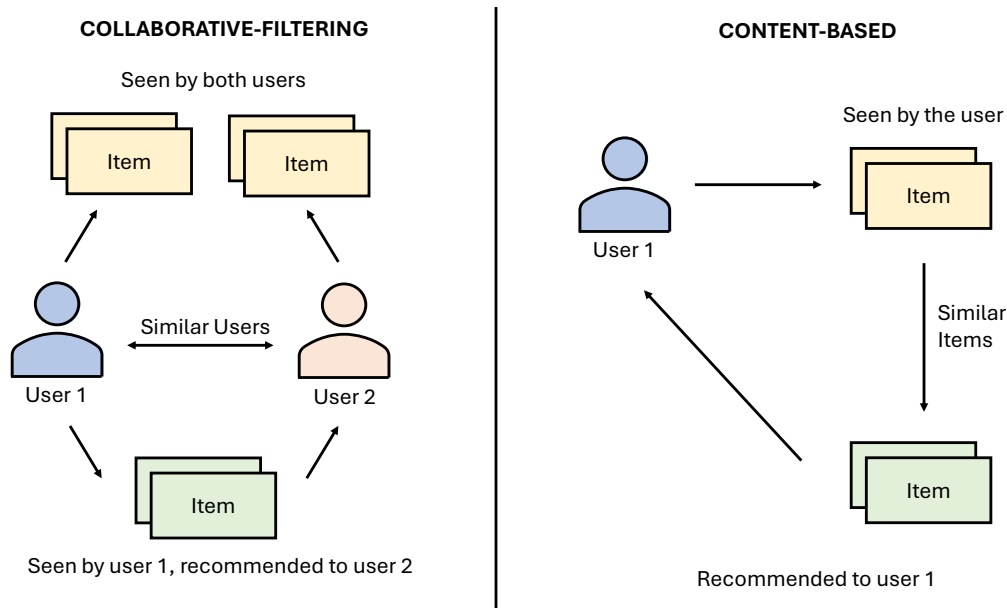 COLLABORATIVE-FILTERING
Seen by both users
Item
Item
Similar Users
User 1
User 2
Item
Seen by user 1, recommended to user 2
CONTENT-BASED
Seen by the user
Item
User 1
Similar
Items
Item
Recommended to user 1